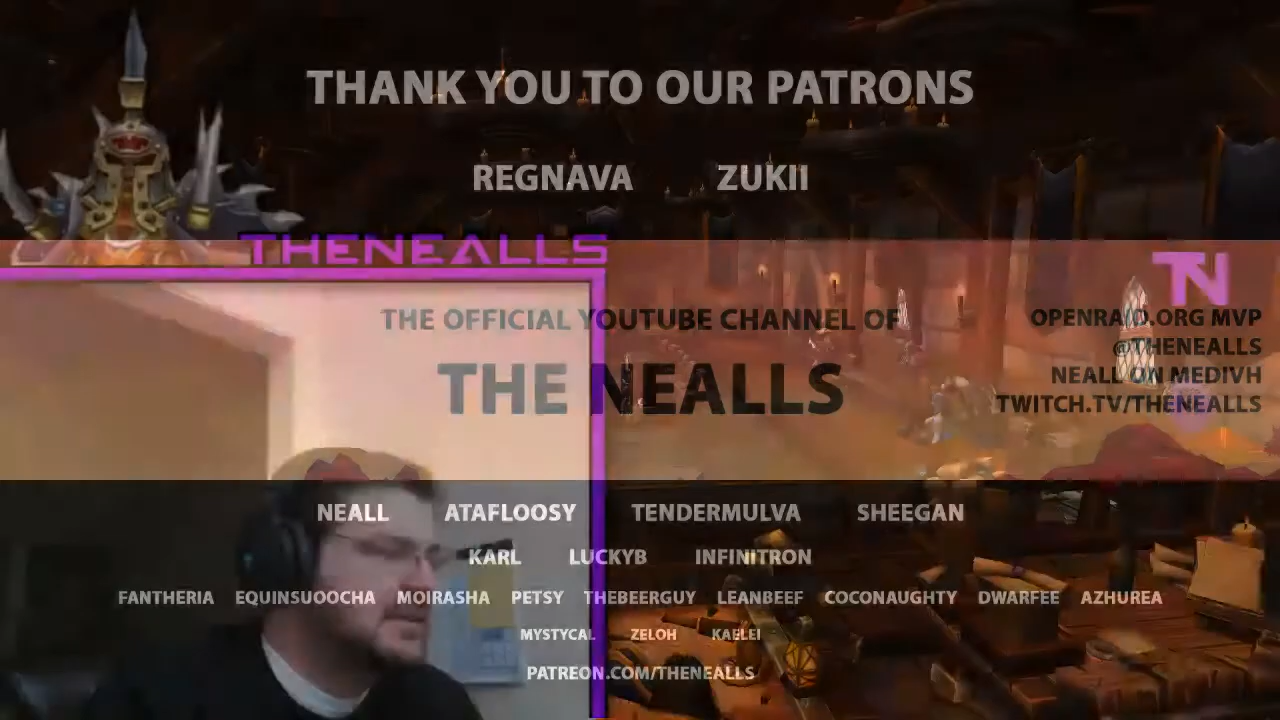 THANK YOU TO OUR PATRONS
REGNAVA ZUKII
THENEALLS
TN
THE OFFICIAL YOUTUBE CHANNEL OF
THE NEALLS
OPENRAID.ORG MVP
@THENEALLS
NEALL ON MEDIVH
TWITCH.TV/THENEALLS
NEALL ATAFLOOSY TENDERMULVA SHEEGAN
KARL LUCKYB INFINITRON
FANTHERIA EQUINSUOOCHA MOIRASHA PETSY THEBEERGUY LEANBEEF COCONAUGHTY DWARFEE AZHUREA
MYSTYCAL ZELOH KAELEI
PATREON.COM/THENEALLS